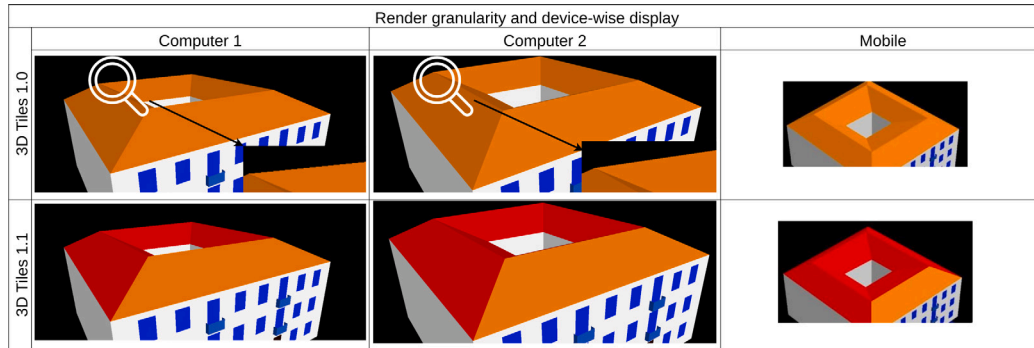 Render granularity and device-wise display
Computer 1
Computer 2
Mobile
3D Tiles 1.0
3D Tiles 1.1